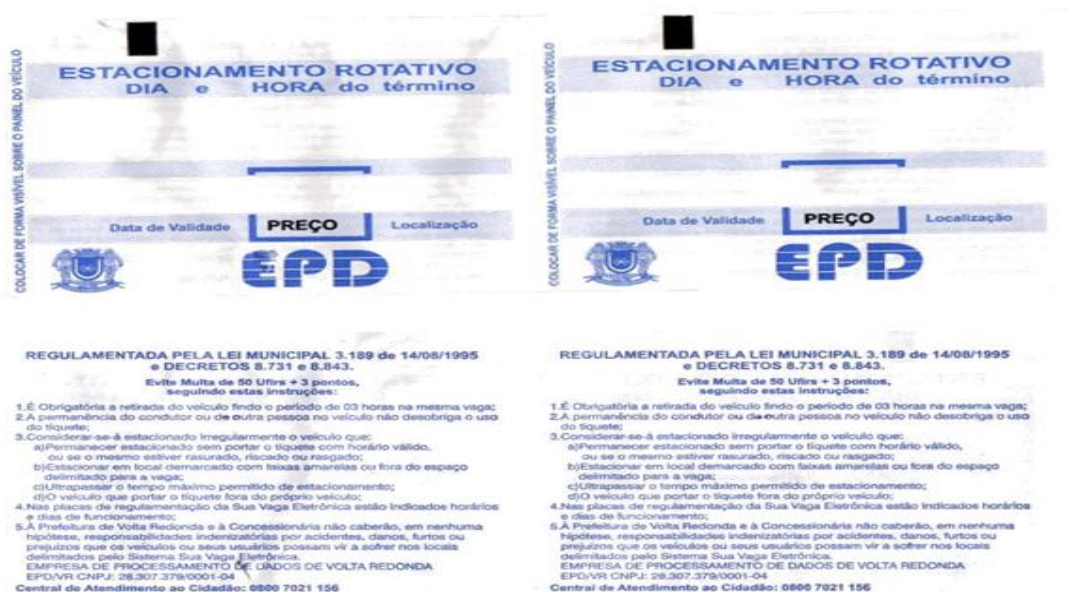 COLOCAR DE FORMA VISÍVEL SOBRE O PAINEL DO VEÍCULO
ESTACIONAMENTO ROTATIVO
DIA e HORA do término
Data de Validade PREÇO Localização
EPD
COLOCAR DE FORMA VISÍVEL SOBRE O PAINEL DO VEÍCULO
ESTACIONAMENTO ROTATIVO
DIA e HORA do término
Data de Validade PREÇO Localização
EPD
REGULAMENTADA PELA LEI MUNICIPAL 3.189 de 14/08/1995
e DECRETOS 8.731 e 8.843.
Evite Multa de 50 Ufirs + 3 pontos,
seguindo estas instruções:
1.É Obrigatória a retirada do veículo findo o período de 03 horas na mesma vaga;
2.A permanência do condutor ou de outra pessoa no veículo não desobriga o uso
do tíquete;
3.Considerar-se-á estacionado irregularmente o veículo que:
a)Permanecer estacionado sem portar o tíquete com horário válido,
ou se o mesmo estiver rasurado, riscado ou rasgado;
b)Estacionar em local demarcado com faixas amarelas ou fora do espaço
delimitado para a vaga;
c)Ultrapassar o tempo máximo permitido de estacionamento;
d)O veículo que portar o tíquete fora do próprio veículo;
4.Nas placas de regulamentação da Sua Vaga Eletrônica estão indicados horários
e dias de funcionamento;
5.À Prefeitura de Volta Redonda e à Concessionária não caberão, em nenhuma
hipótese, responsabilidades indenizatórias por acidentes, danos, furtos ou
prejuízos que os veículos ou seus usuários possam vir a sofrer nos locais
delimitados pelo Sistema Sua Vaga Eletrônica.
EMPRESA DE PROCESSAMENTO DE DADOS DE VOLTA REDONDA
EPD/VR CNPJ: 28.307.379/0001-04
Central de Atendimento ao Cidadão: 0800 7021 156
REGULAMENTADA PELA LEI MUNICIPAL 3.189 de 14/08/1995
e DECRETOS 8.731 e 8.843.
Evite Multa de 50 Ufirs + 3 pontos,
seguindo estas instruções:
1.É Obrigatória a retirada do veículo findo o período de 03 horas na mesma vaga;
2.A permanência do condutor ou da outra pessoa no veículo não desobriga o uso
do tíquete;
3.Considerar-se-á estacionado irregularmente o veículo que:
a)Permanecer estacionado sem portar o tíquete com horário válido,
ou se o mesmo estiver rasurado, riscado ou rasgado;
b)Estacionar em local demarcado com faixas amarelas ou fora do espaço
delimitado para a vaga;
c)Ultrapassar o tempo máximo permitido de estacionamento;
d)O veículo que portar o tíquete fora do próprio veículo;
4.Nas placas de regulamentação da Sua Vaga Eletrônica estão indicados horários
e dias de funcionamento;
5.À Prefeitura de Volta Redonda e à Concessionária não caberão, em nenhuma
hipótese, responsabilidades indenizatórias por acidentes, danos, furtos ou
prejuízos que os veículos ou seus usuários possam vir a sofrer nos locais
delimitados pelo Sistema Sua Vaga Eletrônica.
EMPRESA DE PROCESSAMENTO DE DADOS DE VOLTA REDONDA
EPD/VR CNPJ: 28.307.379/0001-04
Central de Atendimento ao Cidadão: 0800 7021 156